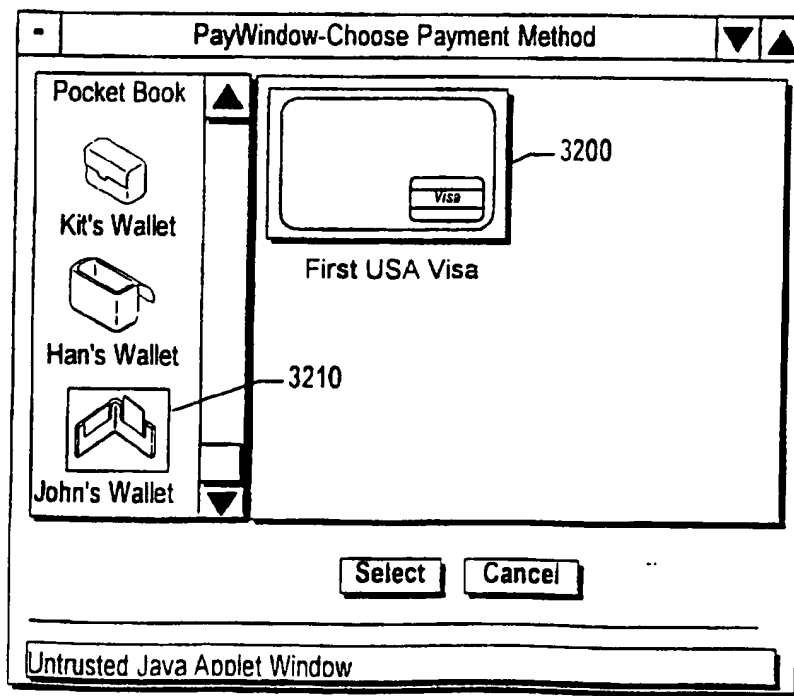 PayWindow-Choose Payment Method
Pocket Book
Kit's Wallet
Han's Wallet
John's Wallet
3210
Visa
3200
First USA Visa
Select
Cancel
Untrusted Java Applet Window